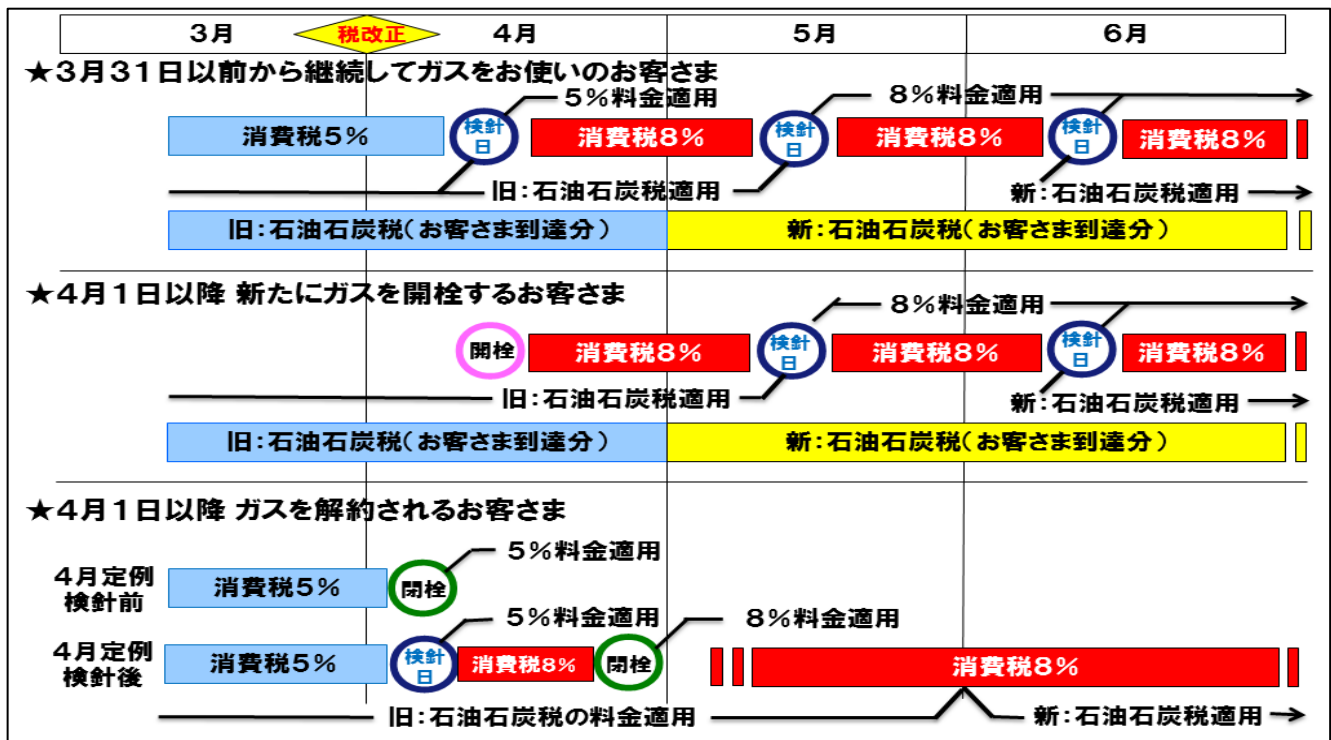 3月 税改正 4月 5月 6月
★3月31日以前から継続してガスをお使いのお客さま
5%料金適用 8%料金適用
消費税5% 検針日 消費税8% 検針日 消費税8% 検針日 消費税8%
旧:石油石炭税適用 新:石油石炭税適用
旧:石油石炭税(お客さま到達分) 新:石油石炭税(お客さま到達分)
★4月1日以降 新たにガスを開栓するお客さま
8%料金適用
開栓 消費税8% 検針日 消費税8% 検針日 消費税8%
旧:石油石炭税適用 新:石油石炭税適用
旧:石油石炭税(お客さま到達分) 新:石油石炭税(お客さま到達分)
★4月1日以降 ガスを解約されるお客さま
5%料金適用
4月定例検針前 消費税5% 閉栓
5%料金適用 8%料金適用
4月定例検針後 消費税5% 検針日 消費税8% 閉栓 消費税8%
旧:石油石炭税の料金適用 新:石油石炭税適用